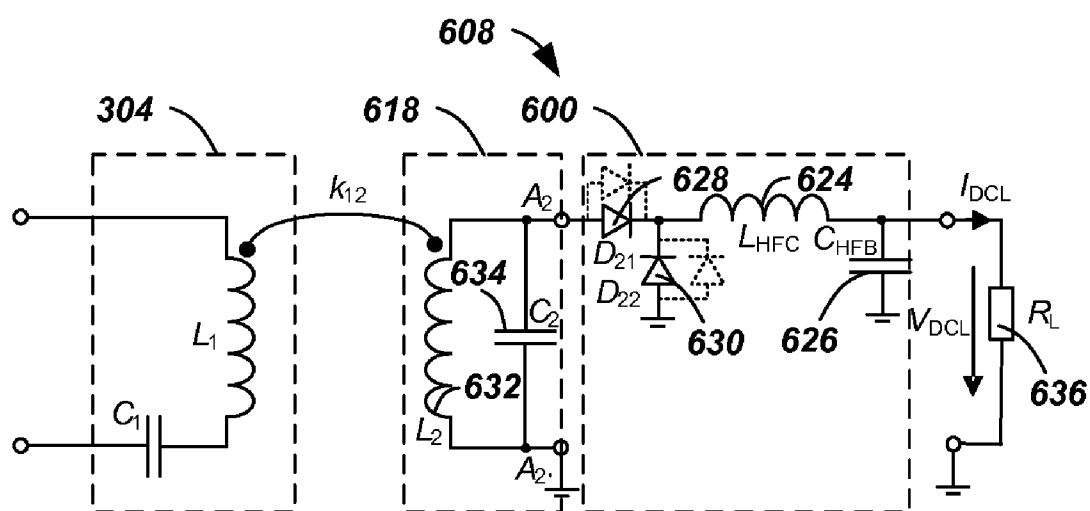 608
304
618
600
k12
A2
628
624
IDCL
D21
LHFC
CHFB
634
C2
D22
L1
630
626
VDCL
RL
636
632
C1
L2
A2'